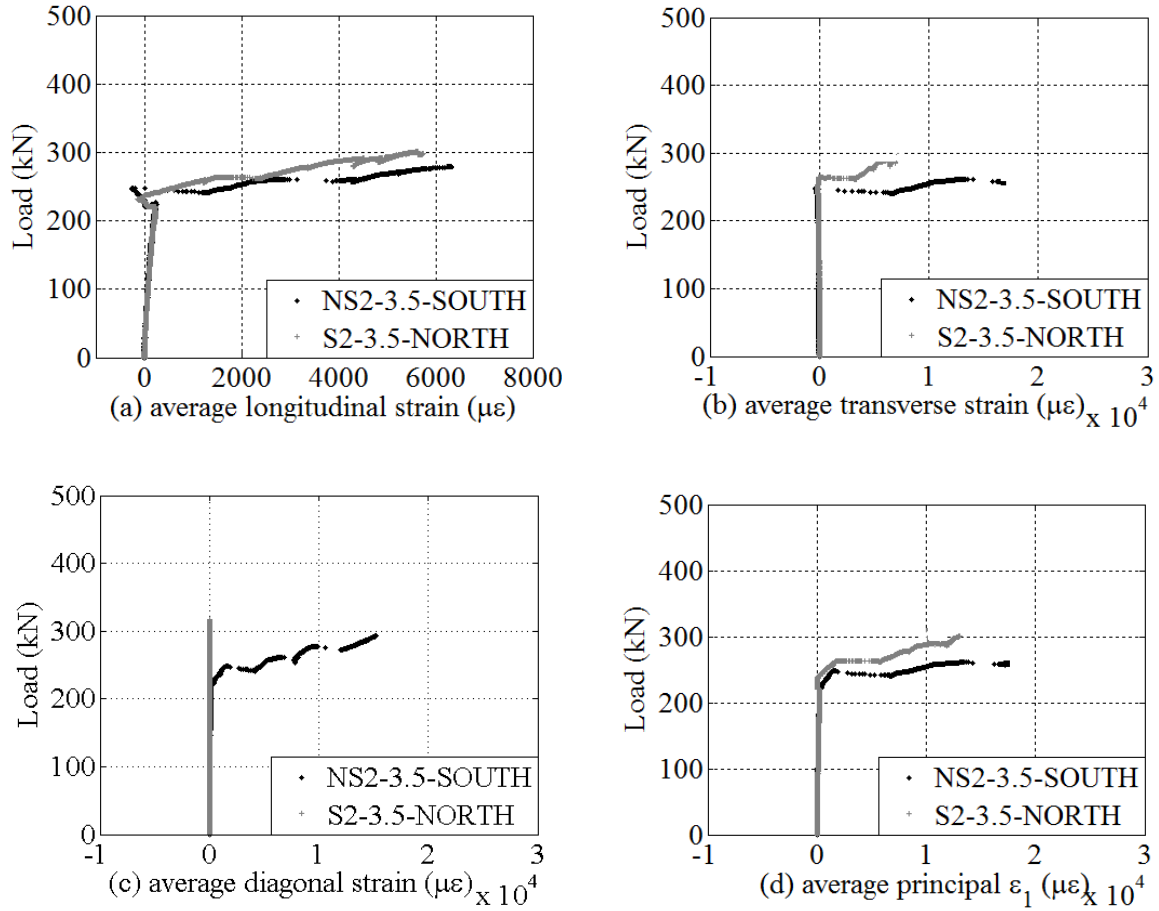 500
400
300
200
100
0
Load (kN)
NS2-3.5-SOUTH
S2-3.5-NORTH
0 2000 4000 6000 8000
(a) average longitudinal strain (με)
500
400
300
200
100
0
Load (kN)
NS2-3.5-SOUTH
S2-3.5-NORTH
-1 0 1 2 3
(b) average transverse strain (με) x 10^4
500
400
300
200
100
0
Load (kN)
NS2-3.5-SOUTH
S2-3.5-NORTH
-1 0 1 2 3
(c) average diagonal strain (με) x 10^4
500
400
300
200
100
0
Load (kN)
NS2-3.5-SOUTH
S2-3.5-NORTH
-1 0 1 2 3
(d) average principal ε₁ (με) x 10^4